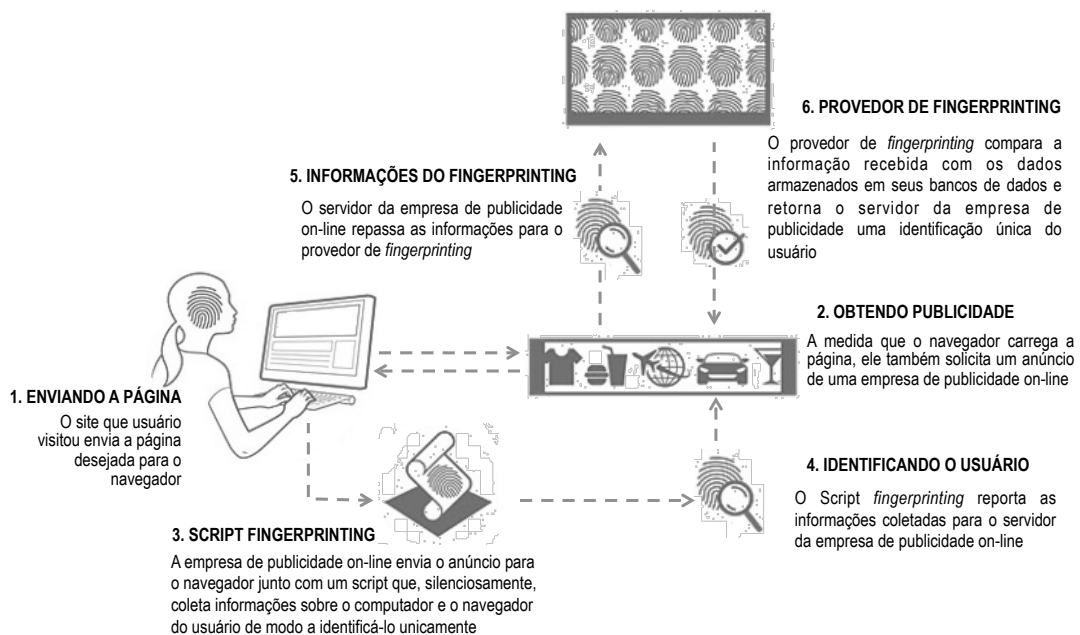 1. ENVIANDO A PÁGINA
O site que usuário
visitou envia a página
desejada para o
navegador
2. OBTENDO PUBLICIDADE
A medida que o navegador carrega a
página, ele também solicita um anúncio
de uma empresa de publicidade on-line
3. SCRIPT FINGERPRINTING
A empresa de publicidade on-line envia o anúncio para
o navegador junto com um script que, silenciosamente,
coleta informações sobre o computador e o navegador
do usuário de modo a identificá-lo unicamente
4. IDENTIFICANDO O USUÁRIO
O Script fingerprinting reporta as
informações coletadas para o servidor
da empresa de publicidade on-line
5. INFORMAÇÕES DO FINGERPRINTING
O servidor da empresa de publicidade
on-line repassa as informações para o
provedor de fingerprinting
6. PROVEDOR DE FINGERPRINTING
O provedor de fingerprinting compara a
informação recebida com os dados
armazenados em seus bancos de dados e
retorna o servidor da empresa de
publicidade uma identificação única do
usuário